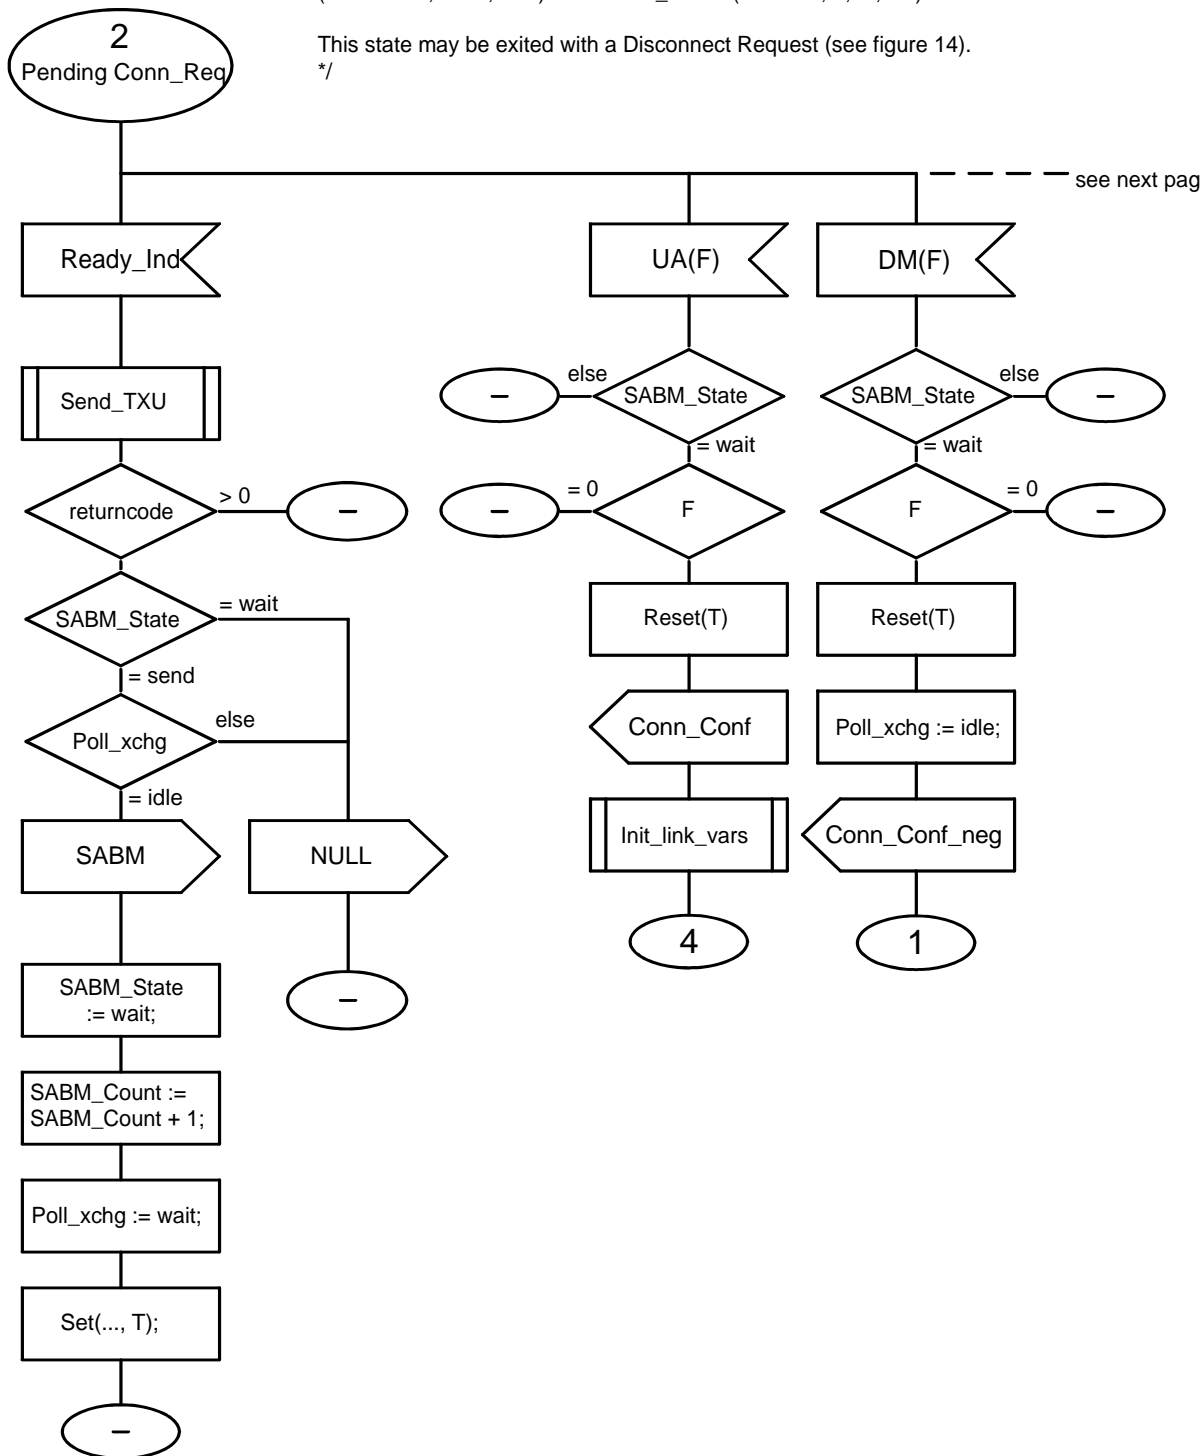 2
Pending Conn_Req
This state may be exited with a Disconnect Request (see figure 14).
*/
see next pag
Ready_Ind
UA(F)
DM(F)
Send_TXU
else
SABM_State
= wait
SABM_State
else
= wait
returncode
> 0
–
–
–
= 0
F
F
= 0
–
–
SABM_State
= wait
= send
Reset(T)
Reset(T)
Poll_xchg
else
= idle
Conn_Conf
Poll_xchg := idle;
SABM
NULL
Init_link_vars
Conn_Conf_neg
4
1
SABM_State
:= wait;
–
SABM_Count :=
SABM_Count + 1;
Poll_xchg := wait;
Set(..., T);
–